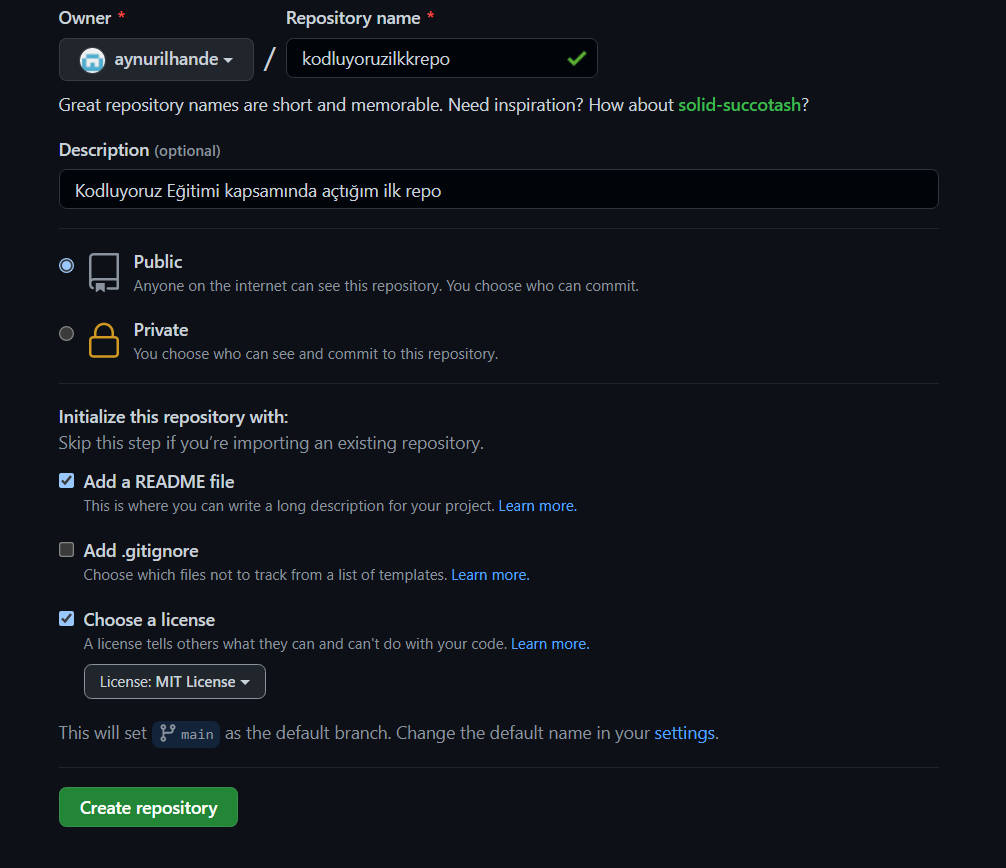 Owner *
Repository name *
aynurilhande
/
kodluyoruzilkkrepo
Great repository names are short and memorable. Need inspiration? How about solid-succotash?
Description (optional)
Kodluyoruz Eğitimi kapsamında açtığım ilk repo
Public
Anyone on the internet can see this repository. You choose who can commit.
Private
You choose who can see and commit to this repository.
Initialize this repository with:
Skip this step if you’re importing an existing repository.
Add a README file
This is where you can write a long description for your project. Learn more.
Add .gitignore
Choose which files not to track from a list of templates. Learn more.
Choose a license
A license tells others what they can and can't do with your code. Learn more.
License: MIT License
This will set main as the default branch. Change the default name in your settings.
Create repository